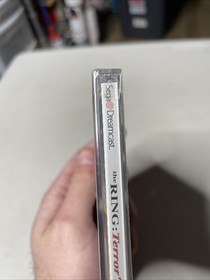 Sega Dreamcast.
the RING: Terror